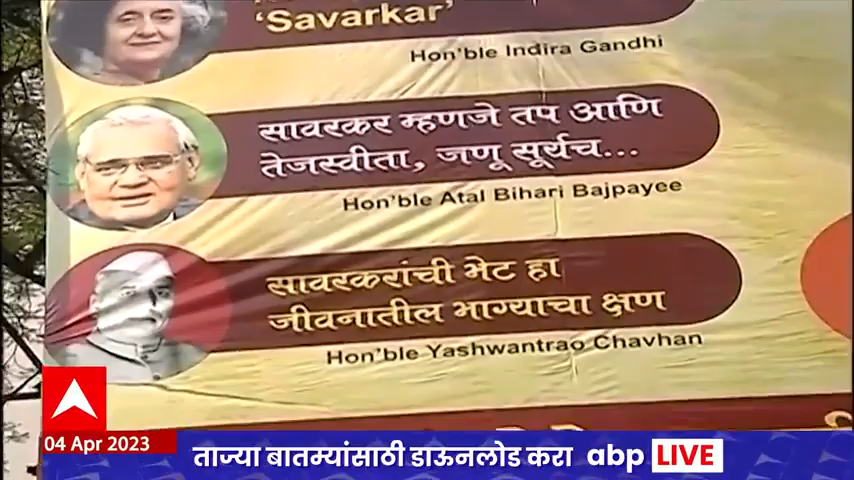 ‘Savarkar’
Hon’ble Indira Gandhi
सावरकर म्हणजे तप आणि
तेजस्वीता, जणू सूर्यच...
Hon’ble Atal Bihari Bajpayee
सावरकरांची भेट हा
जीवनातील भाग्याचा क्षण
Hon’ble Yashwantrao Chavhan
04 Apr 2023
ताज्या बातम्यांसाठी डाऊनलोड करा abp LIVE